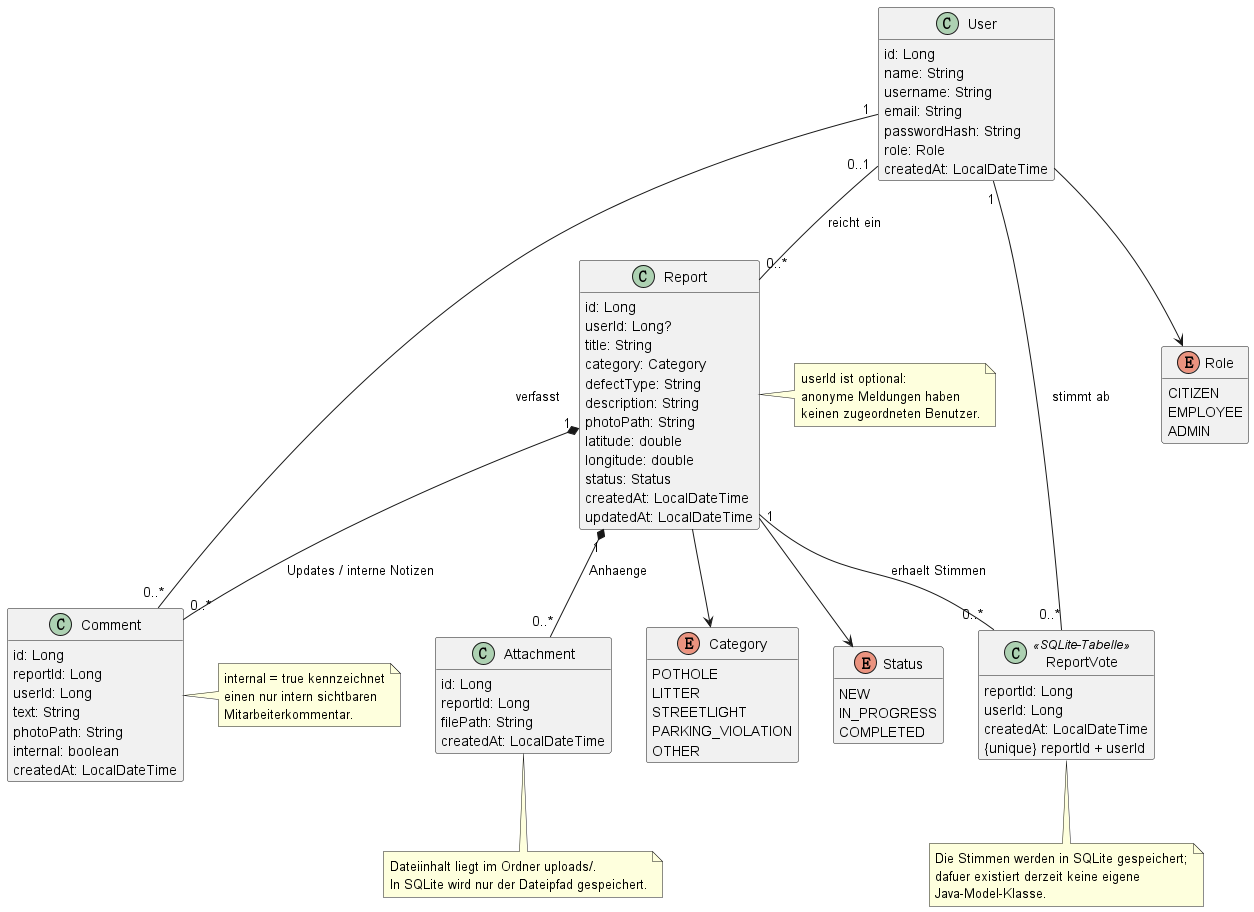 C User
id: Long
name: String
username: String
email: String
passwordHash: String
role: Role
createdAt: LocalDateTime
1
0..1
1
reicht ein
0..*
C Report
id: Long
userId: Long?
title: String
category: Category
defectType: String
description: String
photoPath: String
latitude: double
longitude: double
status: Status
createdAt: LocalDateTime
updatedAt: LocalDateTime
userId ist optional:
anonyme Meldungen haben
keinen zugeordneten Benutzer.
E Role
CITIZEN
EMPLOYEE
ADMIN
verfasst
stimmt ab
1
1
1
Updates / interne Notizen
Anhaenge
erhaelt Stimmen
0..*
0..*
0..*
0..*
0..*
C Comment
id: Long
reportId: Long
userId: Long
text: String
photoPath: String
internal: boolean
createdAt: LocalDateTime
internal = true kennzeichnet
einen nur intern sichtbaren
Mitarbeiterkommentar.
C Attachment
id: Long
reportId: Long
filePath: String
createdAt: LocalDateTime
E Category
POTHOLE
LITTER
STREETLIGHT
PARKING_VIOLATION
OTHER
E Status
NEW
IN_PROGRESS
COMPLETED
C «SQLite-Tabelle»
ReportVote
reportId: Long
userId: Long
createdAt: LocalDateTime
{unique} reportId + userId
Dateiinhalt liegt im Ordner uploads/.
In SQLite wird nur der Dateipfad gespeichert.
Die Stimmen werden in SQLite gespeichert;
dafuer existiert derzeit keine eigene
Java-Model-Klasse.